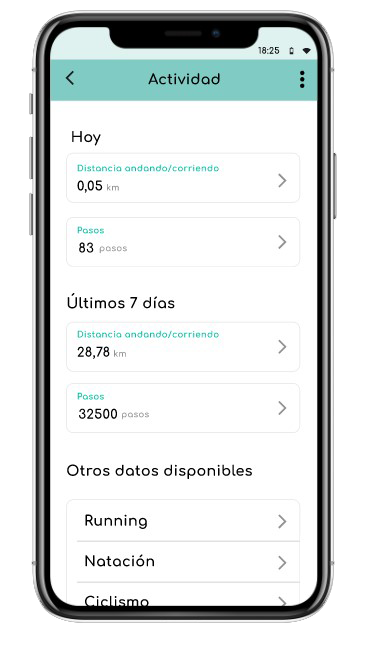 18:25
Actividad
Hoy
Distancia andando/corriendo
0,05 km
Pasos
83 pasos
Últimos 7 días
Distancia andando/corriendo
28,78 km
Pasos
32500 pasos
Otros datos disponibles
Running
Natación
Ciclismo